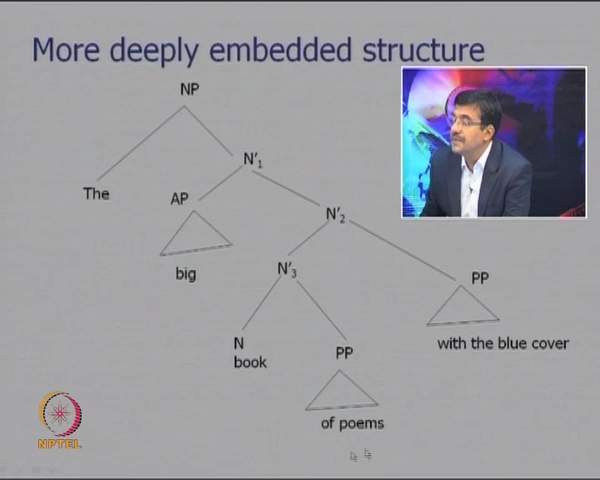 More deeply embedded structure
NP
The
N'1
AP
big
N'2
N'3
PP
with the blue cover
N
book
PP
of poems
NPTEL